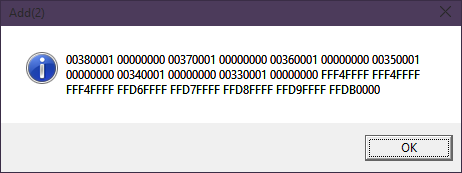 Add(2)
00380001 00000000 00370001 00000000 00360001 00000000 00350001
00000000 00340001 00000000 00330001 00000000 FFF4FFFF FFF4FFFF
FFF4FFFF FFD6FFFF FFD7FFFF FFD8FFFF FFD9FFFF FFDB0000
OK